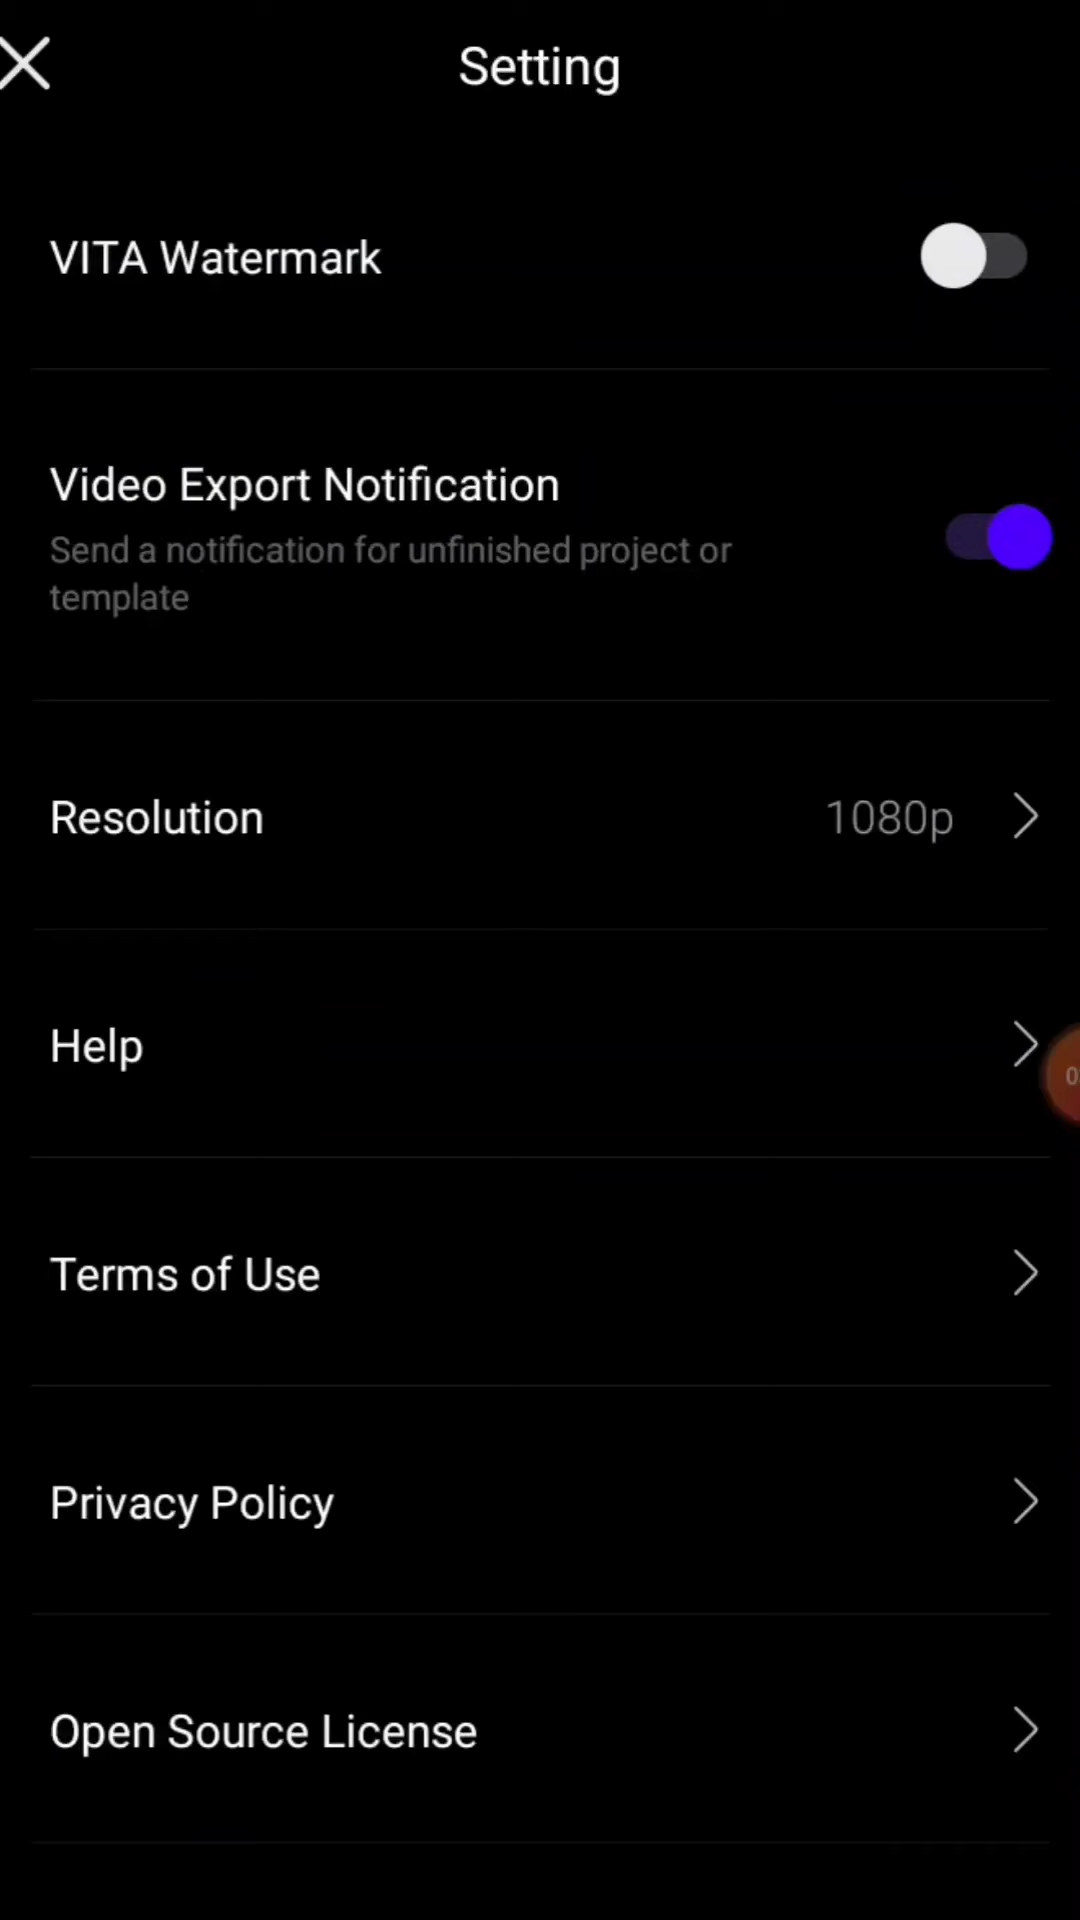 Setting
VITA Watermark
Video Export Notification
Send a notification for unfinished project or
template
Resolution 1080p
Help
Terms of Use
Privacy Policy
Open Source License